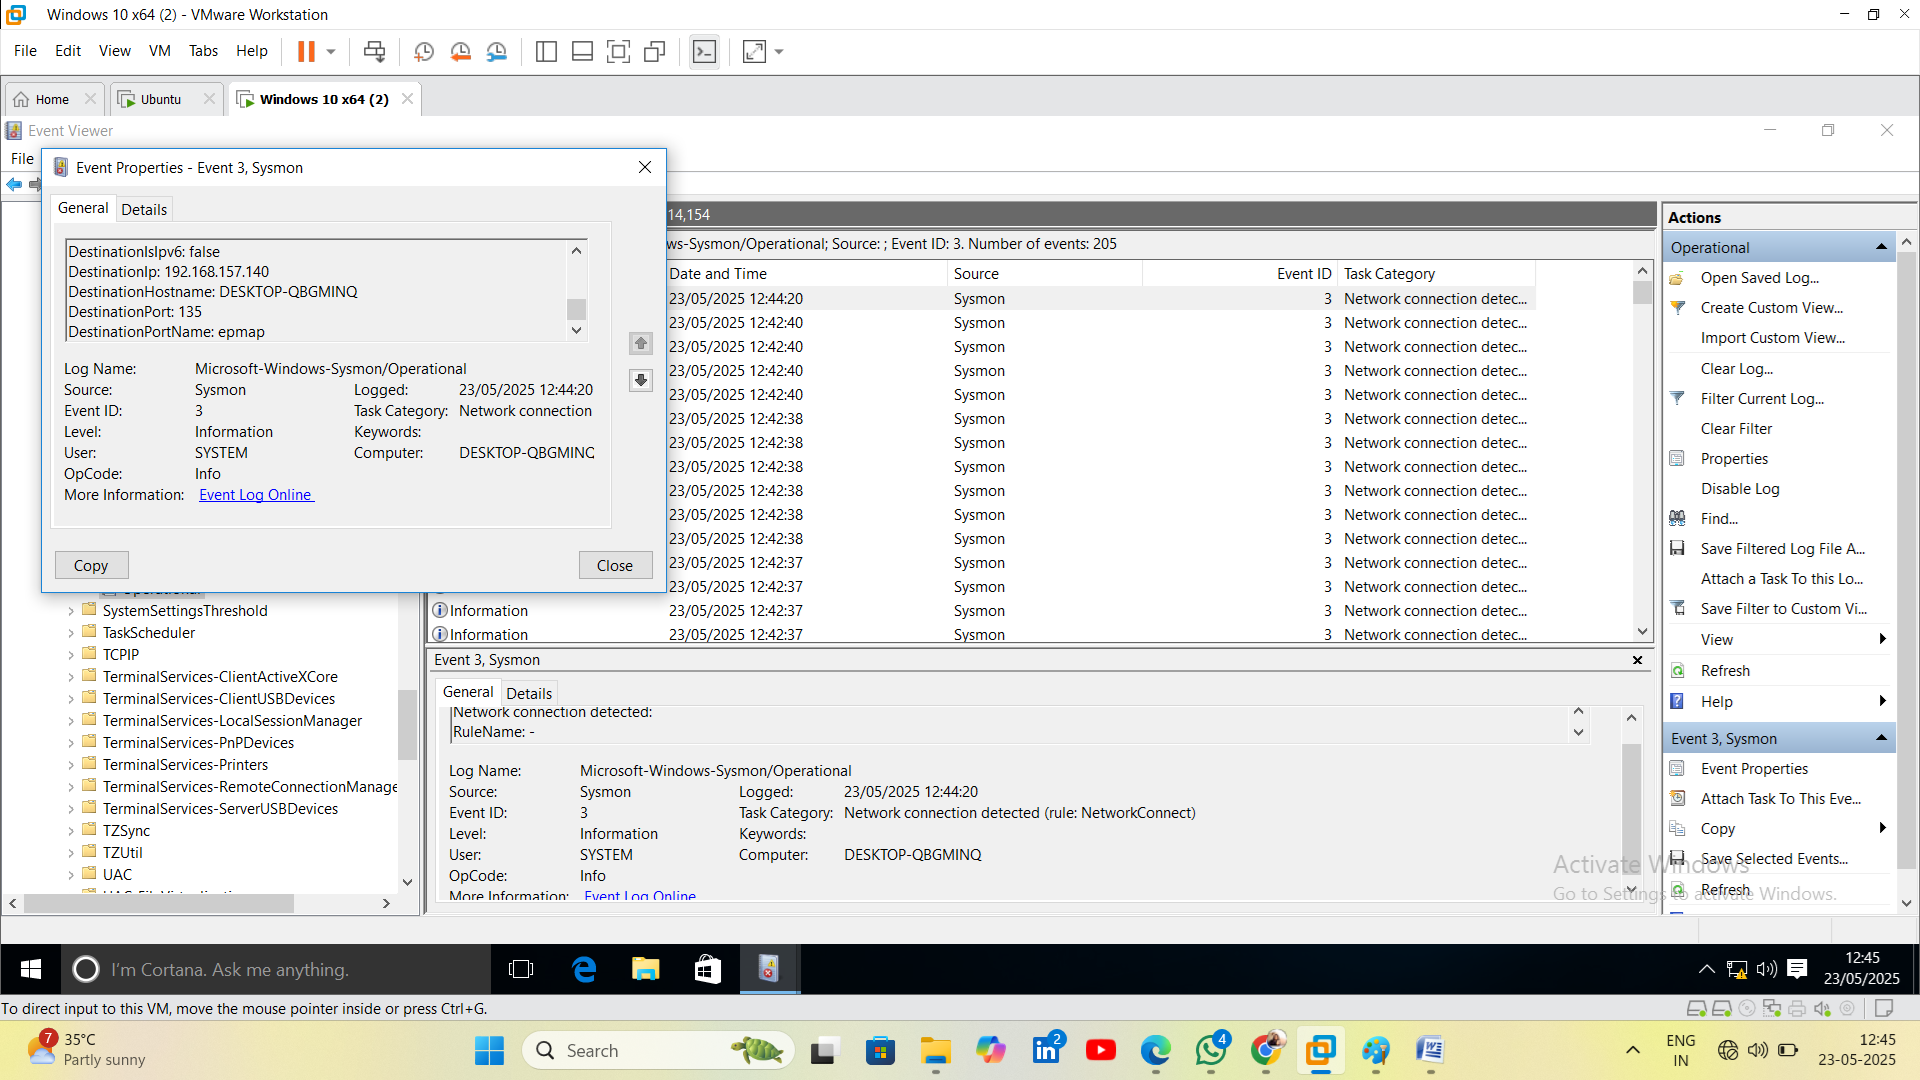 Windows 10 x64 (2) - VMware Workstation
File Edit View VM Tabs Help
Home Ubuntu Windows 10 x64 (2)
Event Viewer
File
Event Properties - Event 3, Sysmon
General Details
DestinationIsIpv6: false
DestinationIp: 192.168.157.140
DestinationHostname: DESKTOP-QBGMINQ
DestinationPort: 135
DestinationPortName: epmap
Log Name: Microsoft-Windows-Sysmon/Operational
Source: Sysmon Logged: 23/05/2025 12:44:20
Event ID: 3 Task Category: Network connection
Level: Information Keywords:
User: SYSTEM Computer: DESKTOP-QBGMINQ
OpCode: Info
More Information: Event Log Online
Copy Close
14,154
ws-Sysmon/Operational; Source: ; Event ID: 3. Number of events: 205
Date and Time Source Event ID Task Category
23/05/2025 12:44:20 Sysmon 3 Network connection detec...
23/05/2025 12:42:40 Sysmon 3 Network connection detec...
23/05/2025 12:42:40 Sysmon 3 Network connection detec...
23/05/2025 12:42:40 Sysmon 3 Network connection detec...
23/05/2025 12:42:40 Sysmon 3 Network connection detec...
23/05/2025 12:42:38 Sysmon 3 Network connection detec...
23/05/2025 12:42:38 Sysmon 3 Network connection detec...
23/05/2025 12:42:38 Sysmon 3 Network connection detec...
23/05/2025 12:42:38 Sysmon 3 Network connection detec...
23/05/2025 12:42:38 Sysmon 3 Network connection detec...
23/05/2025 12:42:38 Sysmon 3 Network connection detec...
23/05/2025 12:42:37 Sysmon 3 Network connection detec...
23/05/2025 12:42:37 Sysmon 3 Network connection detec...
Information 23/05/2025 12:42:37 Sysmon 3 Network connection detec...
Information 23/05/2025 12:42:37 Sysmon 3 Network connection detec...
SystemSettingsThreshold
TaskScheduler
TCPIP
TerminalServices-ClientActiveXCore
TerminalServices-ClientUSBDevices
TerminalServices-LocalSessionManager
TerminalServices-PnPDevices
TerminalServices-Printers
TerminalServices-RemoteConnectionManage
TerminalServices-ServerUSBDevices
TZSync
TZUtil
UAC
Event 3, Sysmon
General Details
Network connection detected:
RuleName: -
Log Name: Microsoft-Windows-Sysmon/Operational
Source: Sysmon Logged: 23/05/2025 12:44:20
Event ID: 3 Task Category: Network connection detected (rule: NetworkConnect)
Level: Information Keywords:
User: SYSTEM Computer: DESKTOP-QBGMINQ
OpCode: Info
More Information: Event Log Online
Actions
Operational
Open Saved Log...
Create Custom View...
Import Custom View...
Clear Log...
Filter Current Log...
Clear Filter
Properties
Disable Log
Find...
Save Filtered Log File A...
Attach a Task To this Lo...
Save Filter to Custom Vi...
View
Refresh
Help
Event 3, Sysmon
Event Properties
Attach Task To This Eve...
Copy
Save Selected Events...
Refresh
Activate Windows
Go to Settings to activate Windows.
I'm Cortana. Ask me anything.
12:45
23/05/2025
To direct input to this VM, move the mouse pointer inside or press Ctrl+G.
7
35°C
Partly sunny
Search
2
4
ENG
IN
12:45
23-05-2025